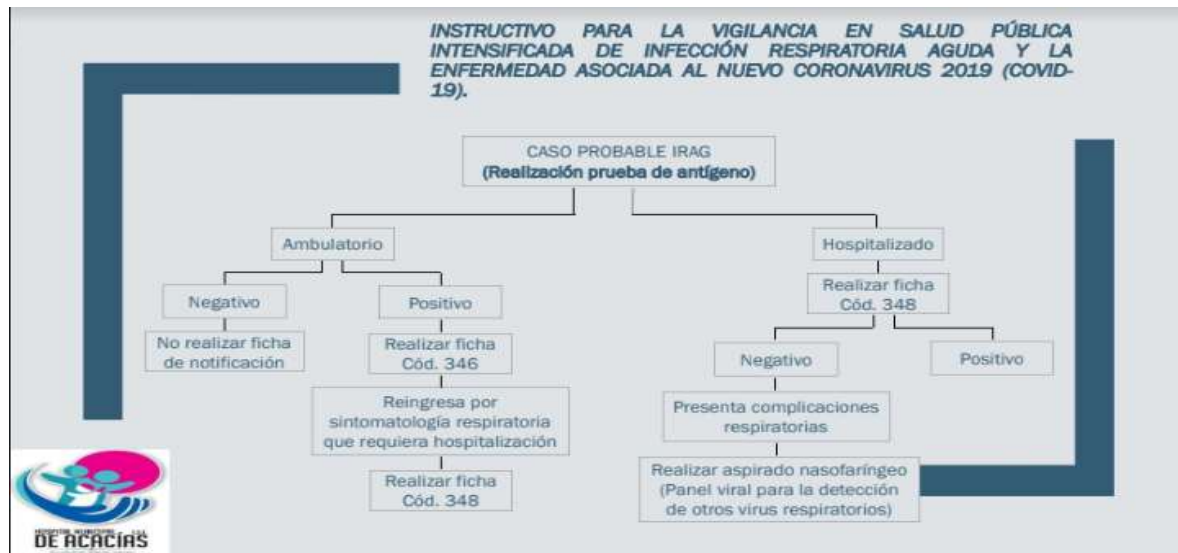 INSTRUCTIVO PARA LA VIGILANCIA EN SALUD PÚBLICA
INTENSIFICADA DE INFECCIÓN RESPIRATORIA AGUDA Y LA
ENFERMEDAD ASOCIADA AL NUEVO CORONAVIRUS 2019 (COVID-
19).
CASO PROBABLE IRAG
(Realización prueba de antígeno)
Ambulatorio
Hospitalizado
Negativo
Positivo
Realizar ficha
Cód. 348
No realizar ficha
de notificación
Realizar ficha
Cód. 346
Negativo
Positivo
Reingresa por
sintomatología respiratoria
que requiera hospitalización
Presenta complicaciones
respiratorias
Realizar ficha
Cód. 348
Realizar aspirado nasofaríngeo
(Panel viral para la detección
de otros virus respiratorios)
HOSPITAL
DE ACACÍAS